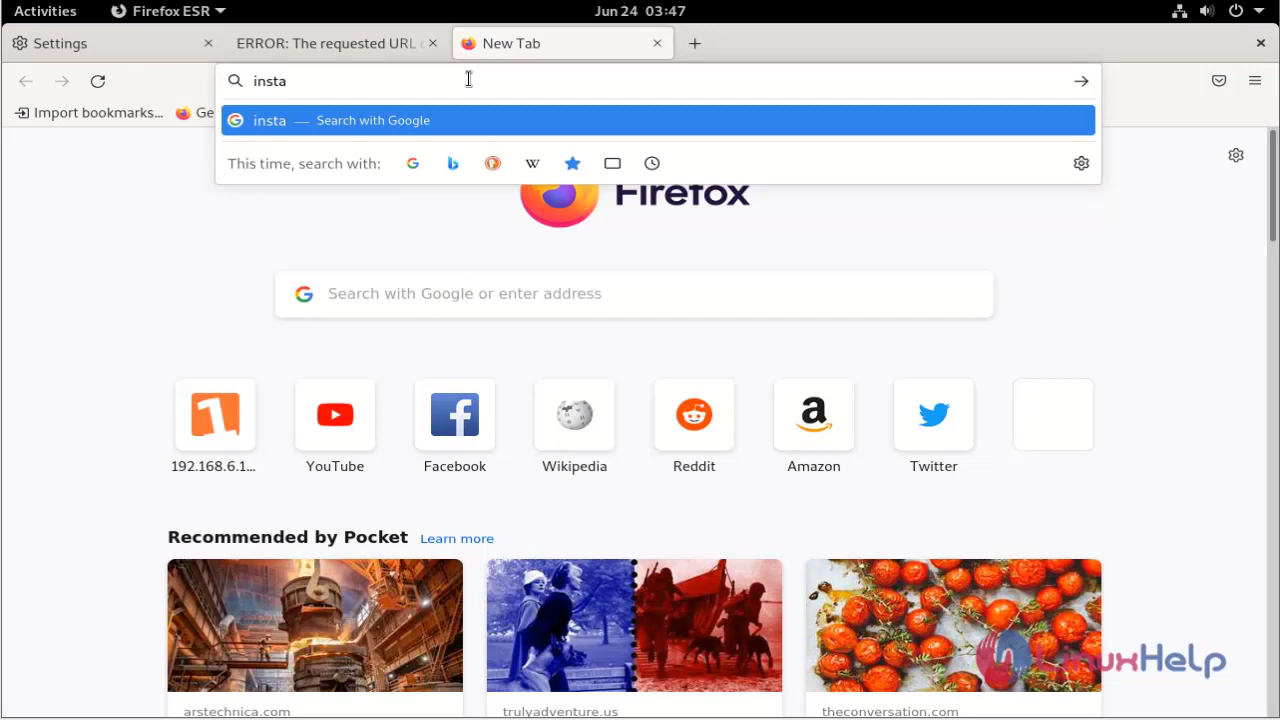 Activities Firefox ESR Jun 24 03:47
Settings ERROR: The requested URL New Tab
insta
Import bookmarks... Ge
insta — Search with Google
This time, search with:
Firefox
Search with Google or enter address
192.168.6.1... YouTube Facebook Wikipedia Reddit Amazon Twitter
Recommended by Pocket Learn more
LinuxHelp
arstechnica.com trulyadventure.us theconversation.com